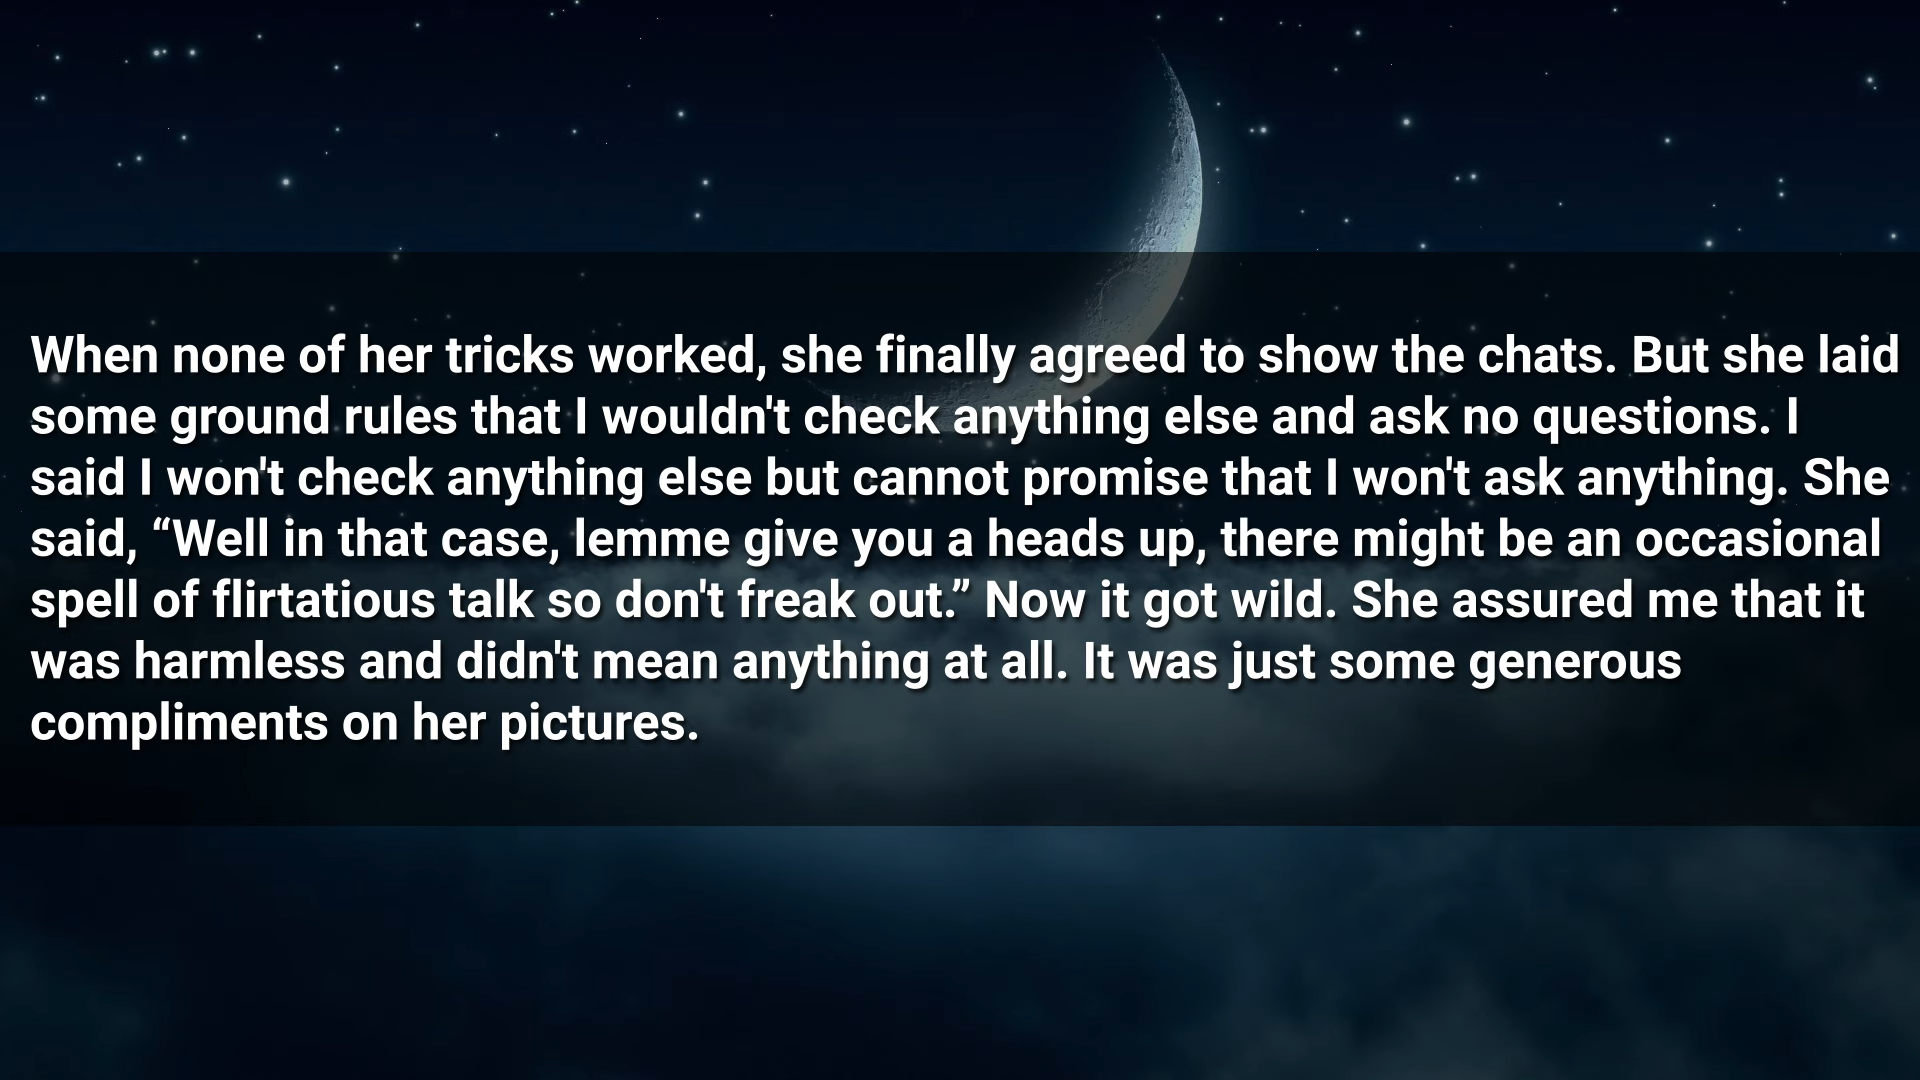 When none of her tricks worked, she finally agreed to show the chats. But she laid
some ground rules that I wouldn't check anything else and ask no questions. I
said I won't check anything else but cannot promise that I won't ask anything. She
said, “Well in that case, lemme give you a heads up, there might be an occasional
spell of flirtatious talk so don't freak out.” Now it got wild. She assured me that it
was harmless and didn't mean anything at all. It was just some generous
compliments on her pictures.